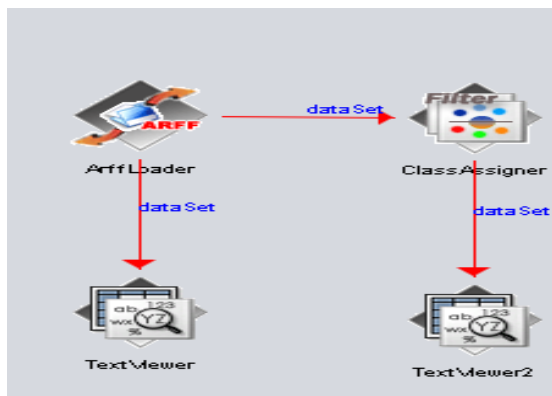 Filter
ARFF
dataSet
ArffLoader
ClassAssigner
dataSet
dataSet
ab 123
wx YZ
%
ab 123
wx YZ
%
TextViewer
TextViewer2